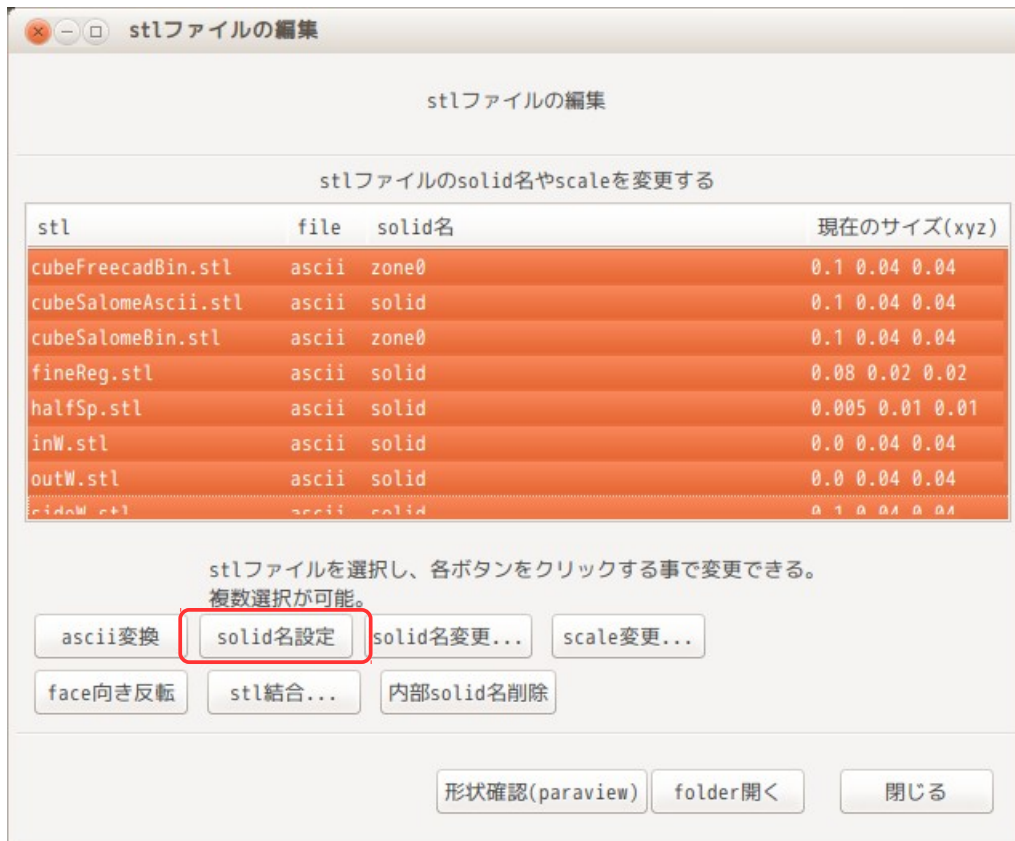 stlファイルの編集
stlファイルの編集
stlファイルのsolid名やscaleを変更する
stl file solid名 現在のサイズ(xyz)
cubeFreecadBin.stl ascii zone0 0.1 0.04 0.04
cubeSalomeAscii.stl ascii solid 0.1 0.04 0.04
cubeSalomeBin.stl ascii zone0 0.1 0.04 0.04
fineReg.stl ascii solid 0.08 0.02 0.02
halfSp.stl ascii solid 0.005 0.01 0.01
inW.stl ascii solid 0.0 0.04 0.04
outW.stl ascii solid 0.0 0.04 0.04
sideW.stl ascii solid 0.1 0.04 0.04
stlファイルを選択し、各ボタンをクリックする事で変更できる。
複数選択が可能。
ascii変換 solid名設定 solid名変更... scale変更...
face向き反転 stl結合... 内部solid名削除
形状確認(paraview) folder開く 閉じる